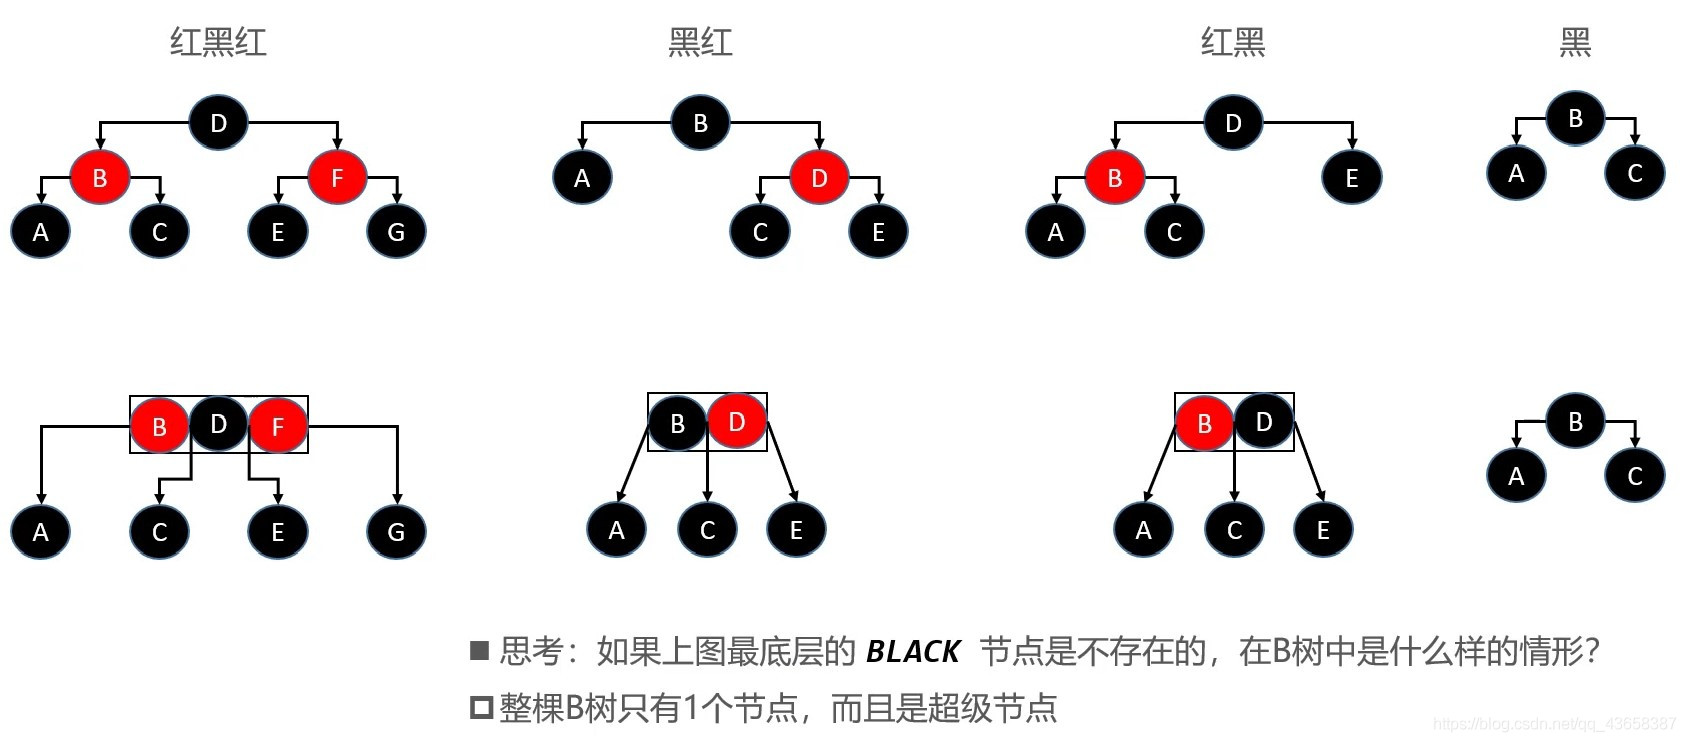 红黑红 黑红 红黑 黑
D B D B
B F A D B E A C
A C E G C E A C
B D F B D B D B
A C
A C E G A C E A C E
■ 思考：如果上图最底层的 BLACK 节点是不存在的，在B树中是什么样的情形？
整棵B树只有1个节点，而且是超级节点
https://blog.csdn.net/qq_43658387